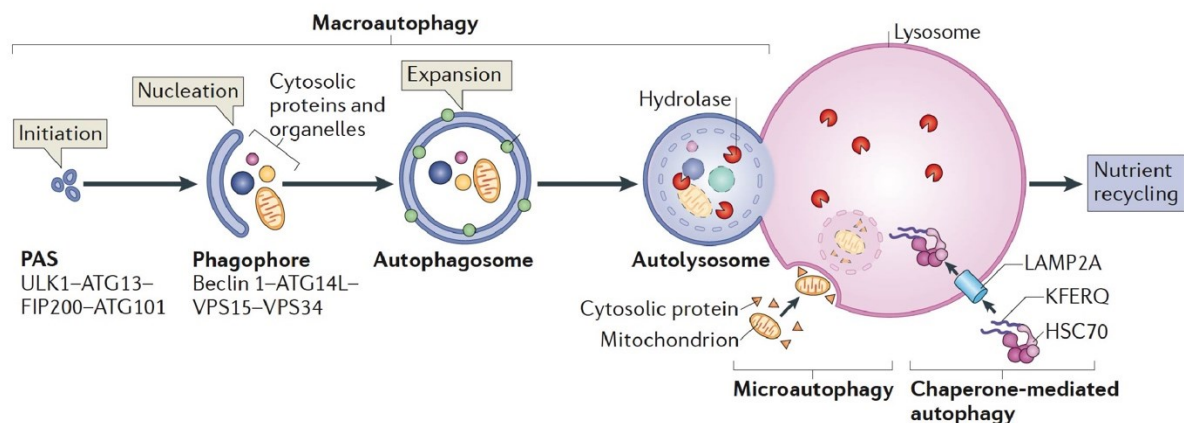 Macroautophagy
Lysosome
Nucleation
Cytosolic
proteins and
organelles
Expansion
Hydrolase
Initiation
Nutrient
recycling
PAS
ULK1–ATG13–
FIP200–ATG101
Phagophore
Beclin 1–ATG14L–
VPS15–VPS34
Autophagosome
Autolysosome
LAMP2A
Cytosolic protein
KFERQ
Mitochondrion
HSC70
Microautophagy
Chaperone-mediated
autophagy